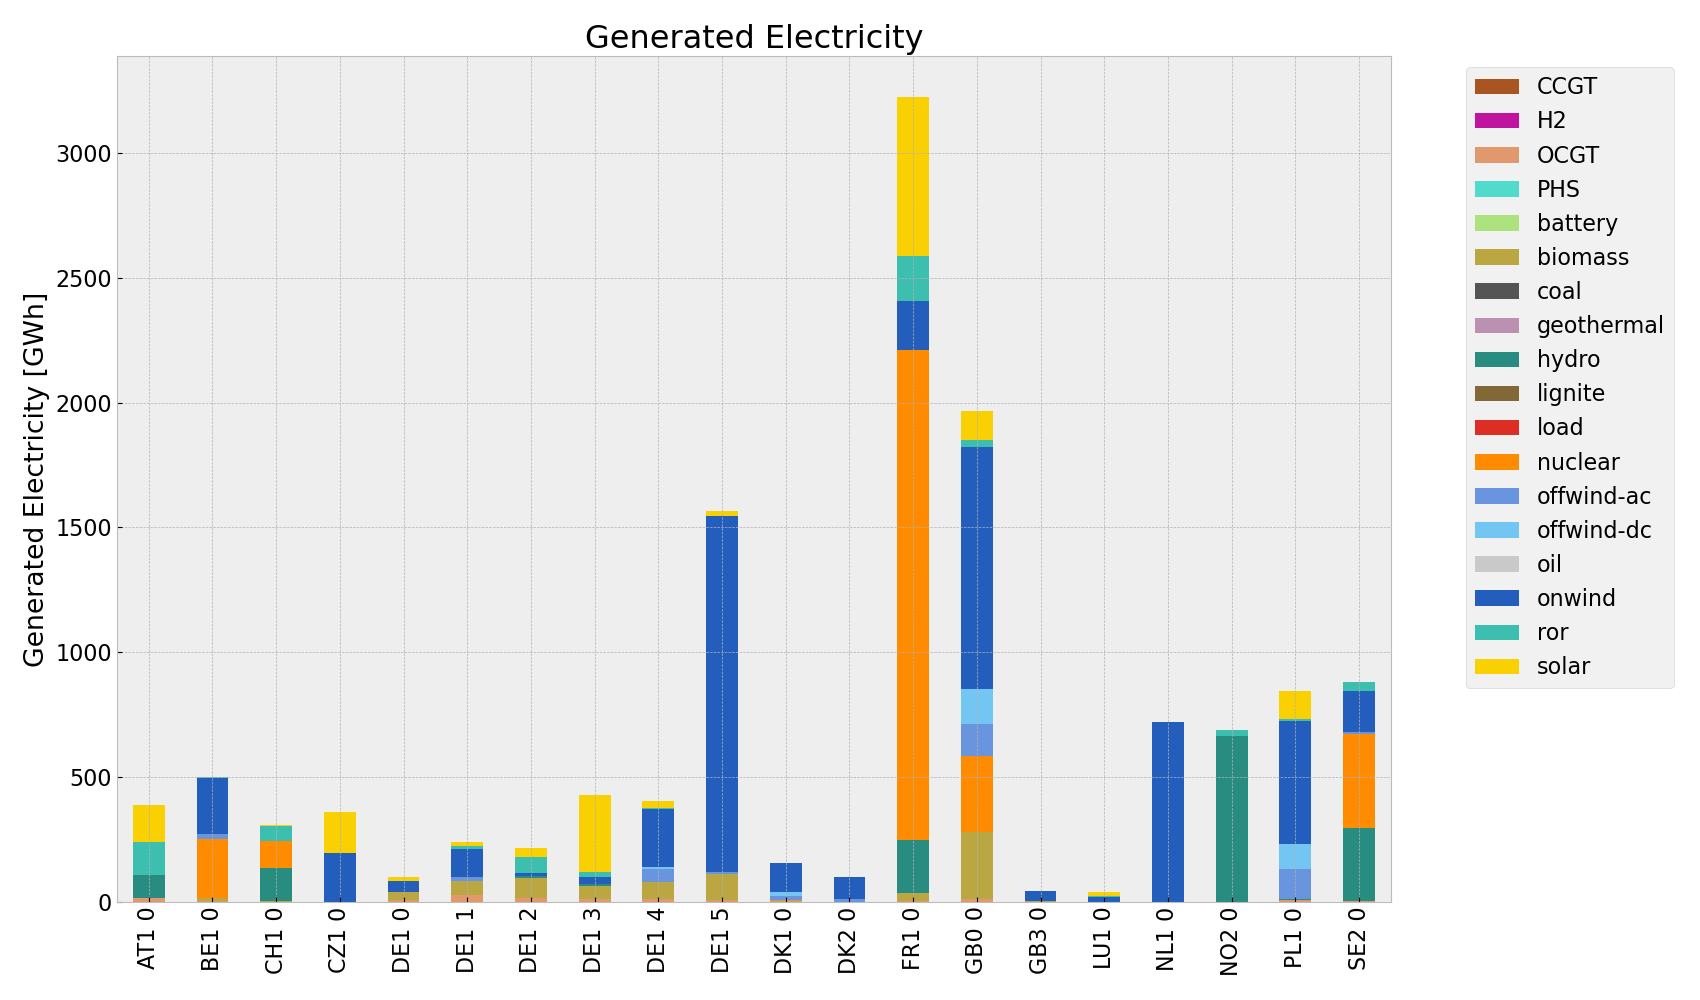 Generated Electricity
Generated Electricity [GWh]
3000
2500
2000
1500
1000
500
0
AT1 0
BE1 0
CH1 0
CZ1 0
DE1 0
DE1 1
DE1 2
DE1 3
DE1 4
DE1 5
DK1 0
DK2 0
FR1 0
GB0 0
GB3 0
LU1 0
NL1 0
NO2 0
PL1 0
SE2 0
CCGT
H2
OCGT
PHS
battery
biomass
coal
geothermal
hydro
lignite
load
nuclear
offwind-ac
offwind-dc
oil
onwind
ror
solar